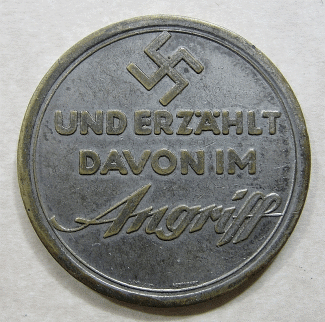 UND ERZÄHLT
DAVON IM
Angriff